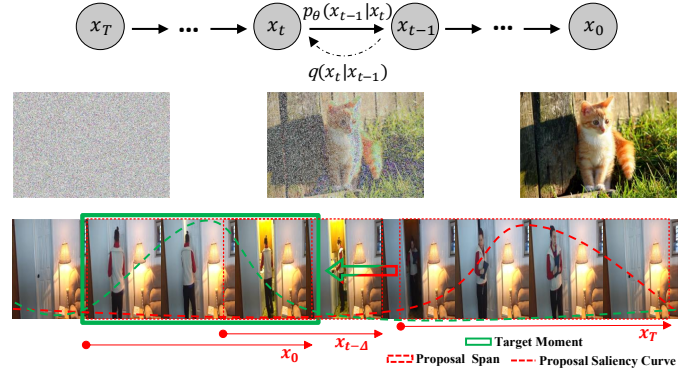 x_T ... x_t p_θ(x_{t-1}|x_t) x_{t-1} ... x_0
q(x_t|x_{t-1})
x_0 x_{t-Δ} x_T
Target Moment
Proposal Span Proposal Saliency Curve